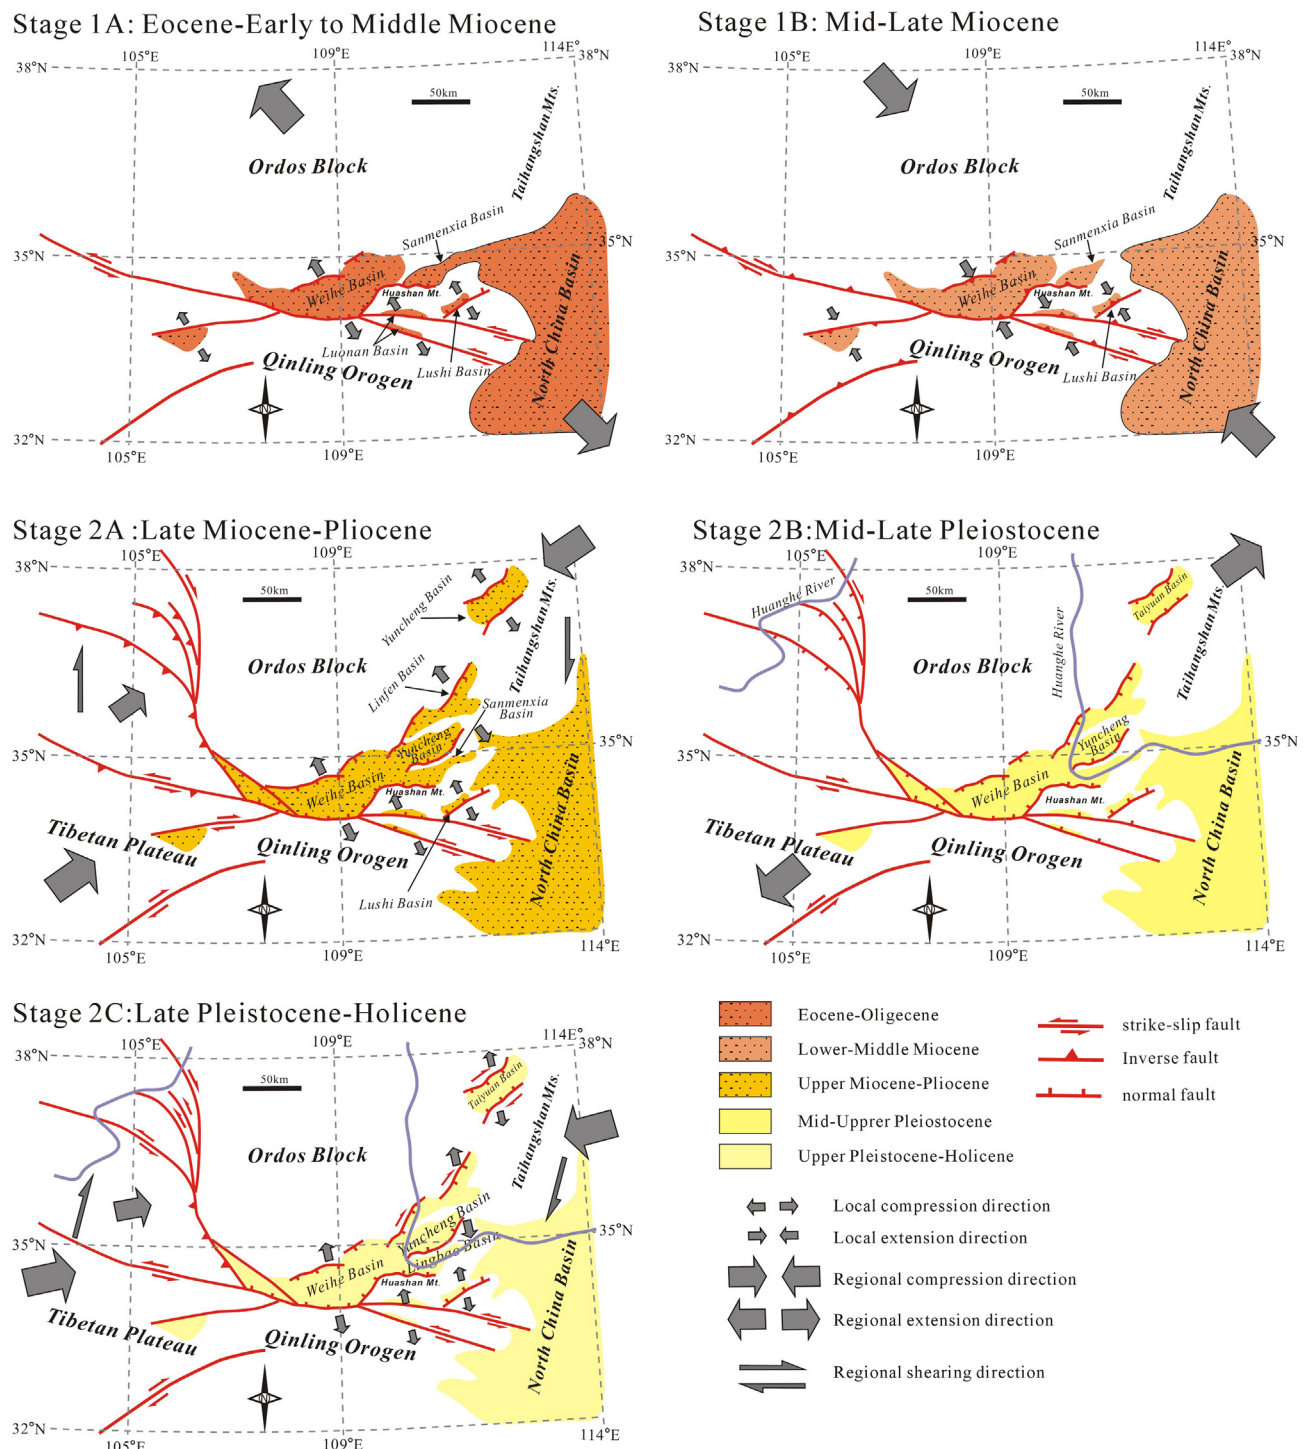 Stage 1A: Eocene-Early to Middle Miocene
105°E
109°E
114E°
38°N
38°N
50km
Ordos Block
Taihangshan Mts.
Sanmenxia Basin
35°N
35°N
Weihe Basin
Huashan Mt.
Luonan Basin
Lushi Basin
Qinling Orogen
North China Basin
N
32°N
105°E
109°E
Stage 1B: Mid-Late Miocene
105°E
109°E
114E°
38°N
38°N
50km
Ordos Block
Taihangshan Mts.
Sanmenxia Basin
35°N
35°N
Weihe Basin
Huashan Mt.
Lushi Basin
Qinling Orogen
North China Basin
N
32°N
105°E
109°E
Stage 2A :Late Miocene-Pliocene
105°E
109°E
38°N
50km
Yuncheng Basin
Taihangshan Mts.
Ordos Block
Linfen Basin
Sanmenxia
Basin
Yuncheng
Basin
35°N
35°N
Weihe Basin
Huashan Mt.
Tibetan Plateau
Qinling Orogen
Lushi Basin
North China Basin
N
32°N
105°E
109°E
114°E
Stage 2B:Mid-Late Pleiostocene
105°E
109°E
38°N
50km
Huanghe River
Huanghe River
Taiyuan Basin
Taihangshan Mts.
Ordos Block
Yuncheng
Basin
35°N
35°N
Weihe Basin
Huashan Mt.
Tibetan Plateau
Qinling Orogen
North China Basin
N
32°N
105°E
109°E
114°E
Stage 2C:Late Pleistocene-Holicene
105°E
109°E
114E°
38°N
38°N
50km
Taiyuan Basin
Taihangshan Mts.
Ordos Block
Yancheng Basin
Lingbao Basin
35°N
35°N
Weihe Basin
Huashan Mt.
Tibetan Plateau
Qinling Orogen
North China Basin
N
32°N
105°E
109°E
114°E
Eocene-Oligecene
Lower-Middle Miocene
Upper Miocene-Pliocene
Mid-Upprer Pleiostocene
Upper Pleistocene-Holicene
strike-slip fault
Inverse fault
normal fault
Local compression direction
Local extension direction
Regional compression direction
Regional extension direction
Regional shearing direction